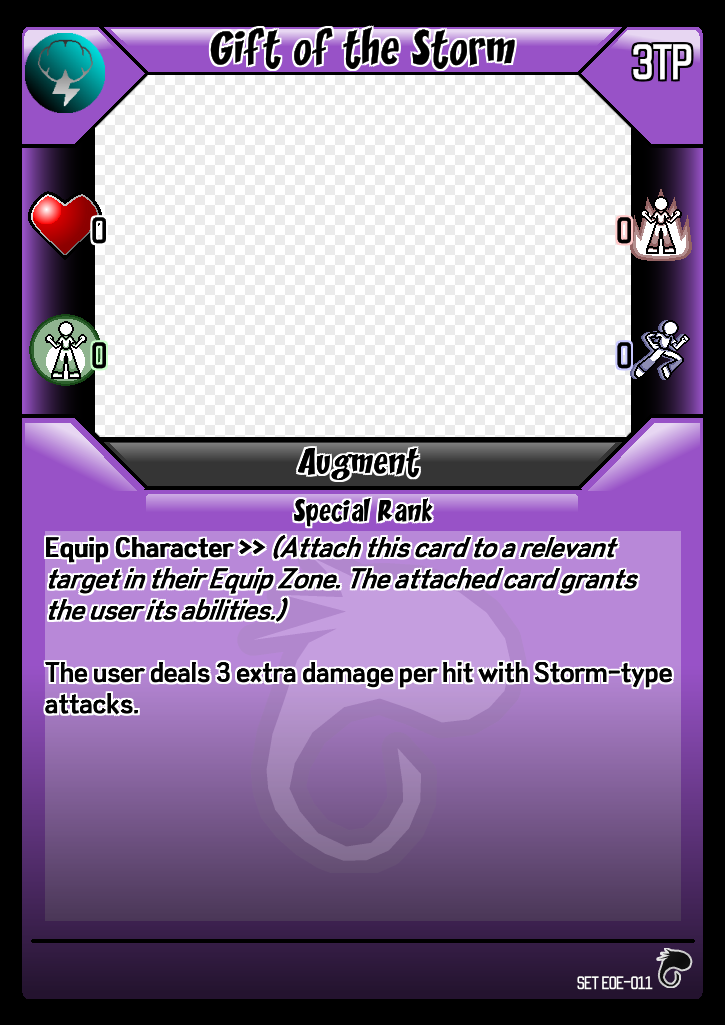 Gift of the Storm
3TP
0
0
0
0
Augment
Special Rank
Equip Character >> (Attach this card to a relevant
target in their Equip Zone. The attached card grants
the user its abilities.)
The user deals 3 extra damage per hit with Storm-type
attacks.
SET EOE-011